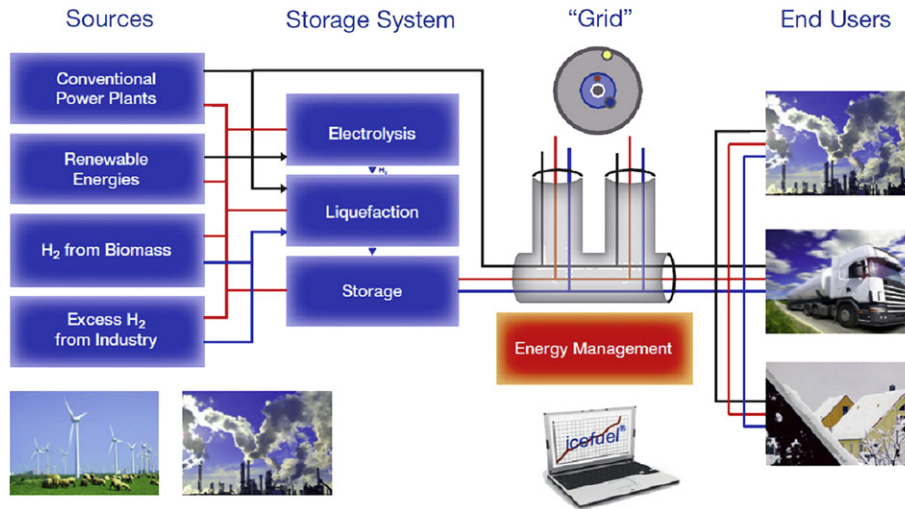 Sources
Storage System
“Grid”
End Users
Conventional
Power Plants
Renewable
Energies
H₂ from Biomass
Excess H₂
from Industry
Electrolysis
H₂
Liquefaction
Storage
Energy Management
icefuel®